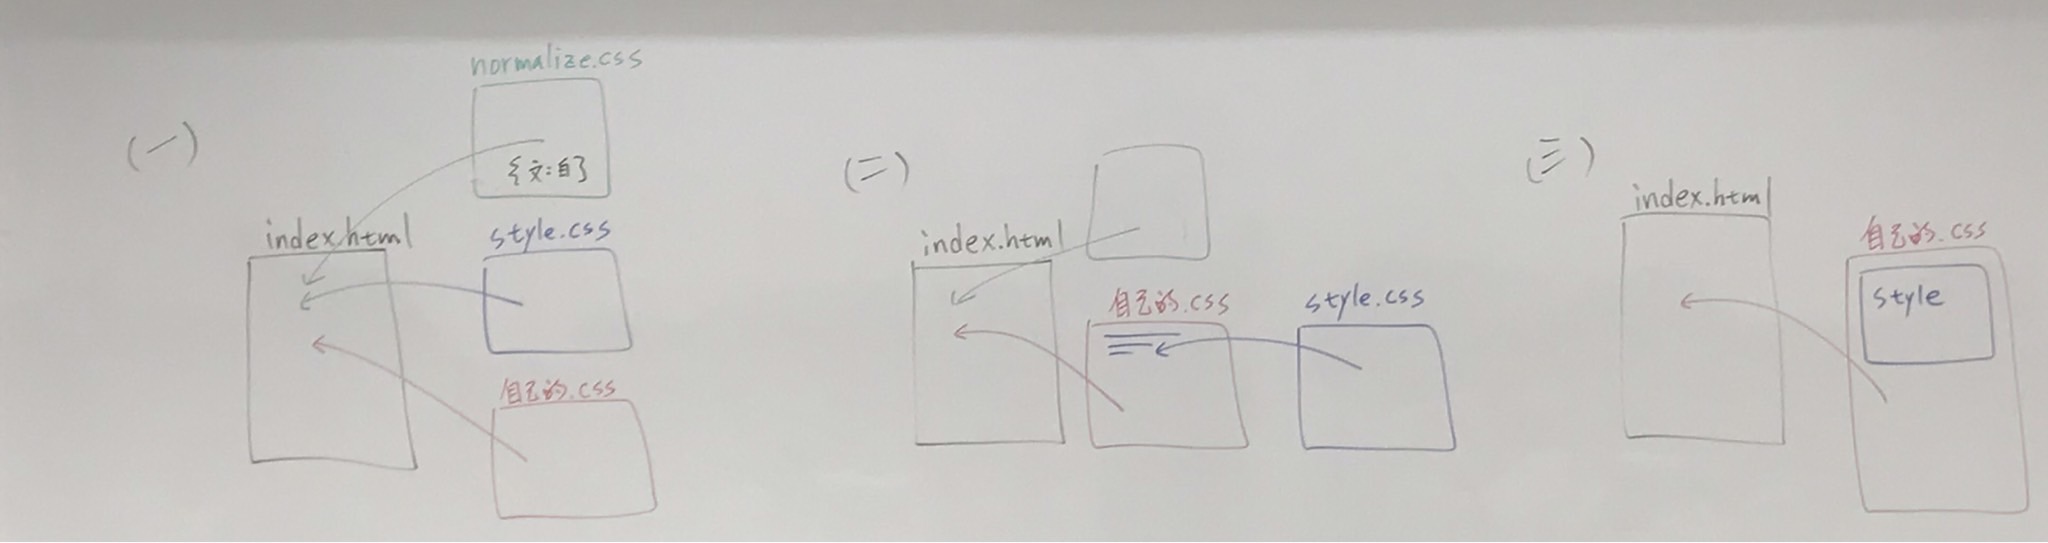 (一)
normalize.css
{文:自}
index.html
style.css
自己的.css
(二)
index.html
自己的.css
style.css
(三)
index.html
自己的.css
style